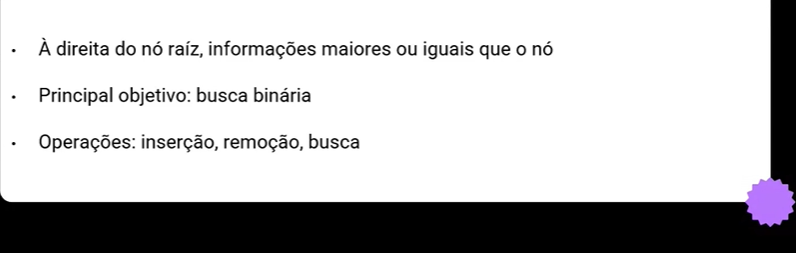 • À direita do nó raíz, informações maiores ou iguais que o nó
• Principal objetivo: busca binária
• Operações: inserção, remoção, busca